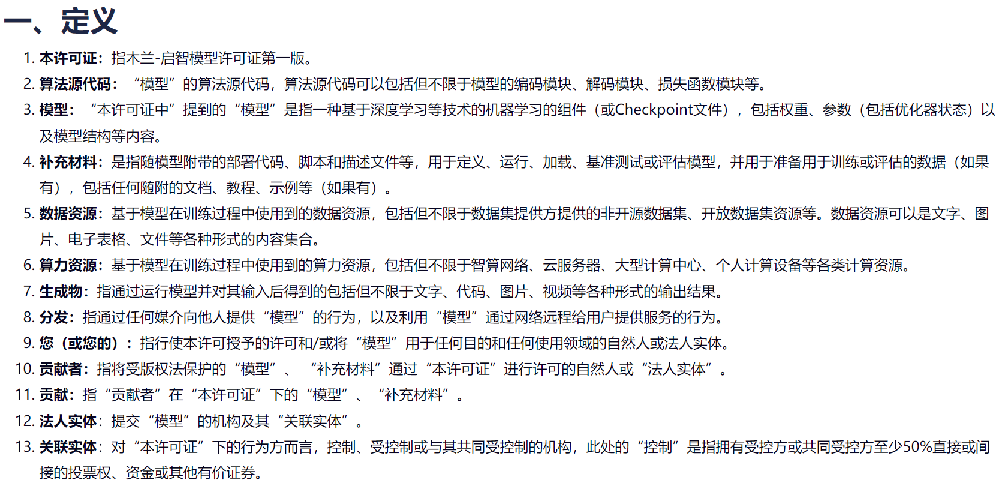 一、定义
1. 本许可证：指木兰-启智模型许可证第一版。
2. 算法源代码：“模型”的算法源代码，算法源代码可以包括但不限于模型的编码模块、解码模块、损失函数模块等。
3. 模型：“本许可证中”提到的“模型”是指一种基于深度学习等技术的机器学习的组件（或Checkpoint文件），包括权重、参数（包括优化器状态）以
及模型结构等内容。
4. 补充材料：是指随模型附带的部署代码、脚本和描述文件等，用于定义、运行、加载、基准测试或评估模型，并用于准备用于训练或评估的数据（如果
有），包括任何随附的文档、教程、示例等（如果有）。
5. 数据资源：基于模型在训练过程中使用到的数据资源，包括但不限于数据集提供方提供的非开源数据集、开放数据集资源等。数据资源可以是文字、图
片、电子表格、文件等各种形式的内容集合。
6. 算力资源：基于模型在训练过程中使用到的算力资源，包括但不限于智算网络、云服务器、大型计算中心、个人计算设备等各类计算资源。
7. 生成物：指通过运行模型并对其输入后得到的包括但不限于文字、代码、图片、视频等各种形式的输出结果。
8. 分发：指通过任何媒介向他人提供“模型”的行为，以及利用“模型”通过网络远程给用户提供服务的行为。
9. 您（或您的）：指行使本许可授予的许可和/或将“模型”用于任何目的和任何使用领域的自然人或法人实体。
10. 贡献者：指将受版权法保护的“模型”、 “补充材料”通过“本许可证”进行许可的自然人或“法人实体”。
11. 贡献：指“贡献者”在“本许可证”下的“模型”、“补充材料”。
12. 法人实体：提交“模型”的机构及其“关联实体”。
13. 关联实体：对“本许可证”下的行为方而言，控制、受控制或与其共同受控制的机构，此处的“控制”是指拥有受控方或共同受控方至少50%直接或间
接的投票权、资金或其他有价证券。